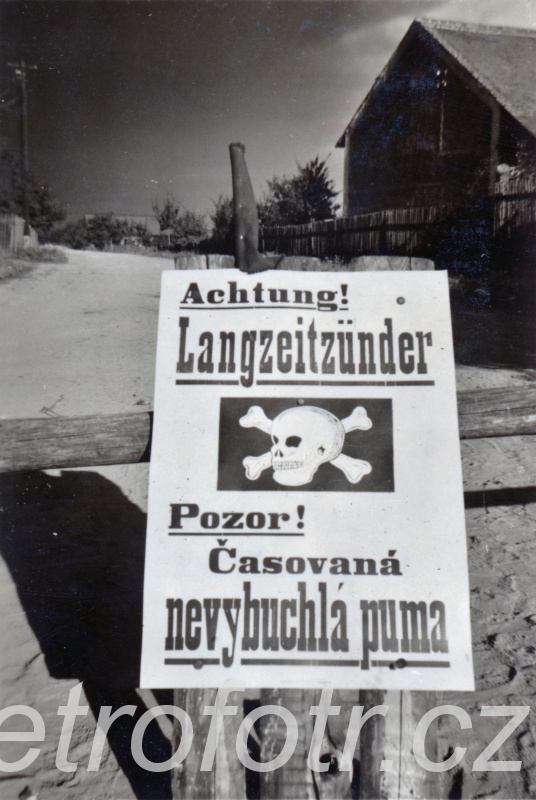 Achtung!
Langzeitzünder
Pozor!
Časovaná
nevybuchlá puma
etrofotr.cz